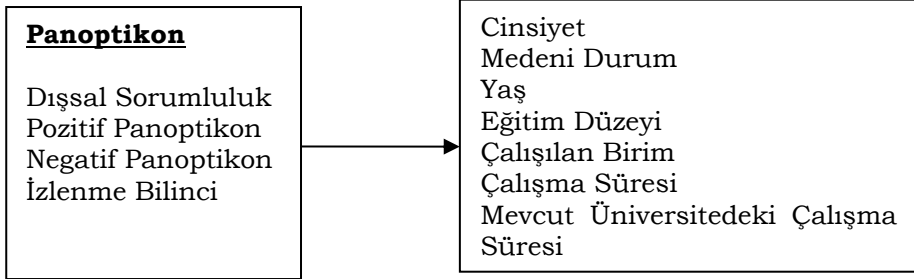 Panoptikon
Dışsal Sorumluluk
Pozitif Panoptikon
Negatif Panoptikon
İzlenme Bilinci
Cinsiyet
Medeni Durum
Yaş
Eğitim Düzeyi
Çalışılan Birim
Çalışma Süresi
Mevcut Üniversitedeki Çalışma
Süresi